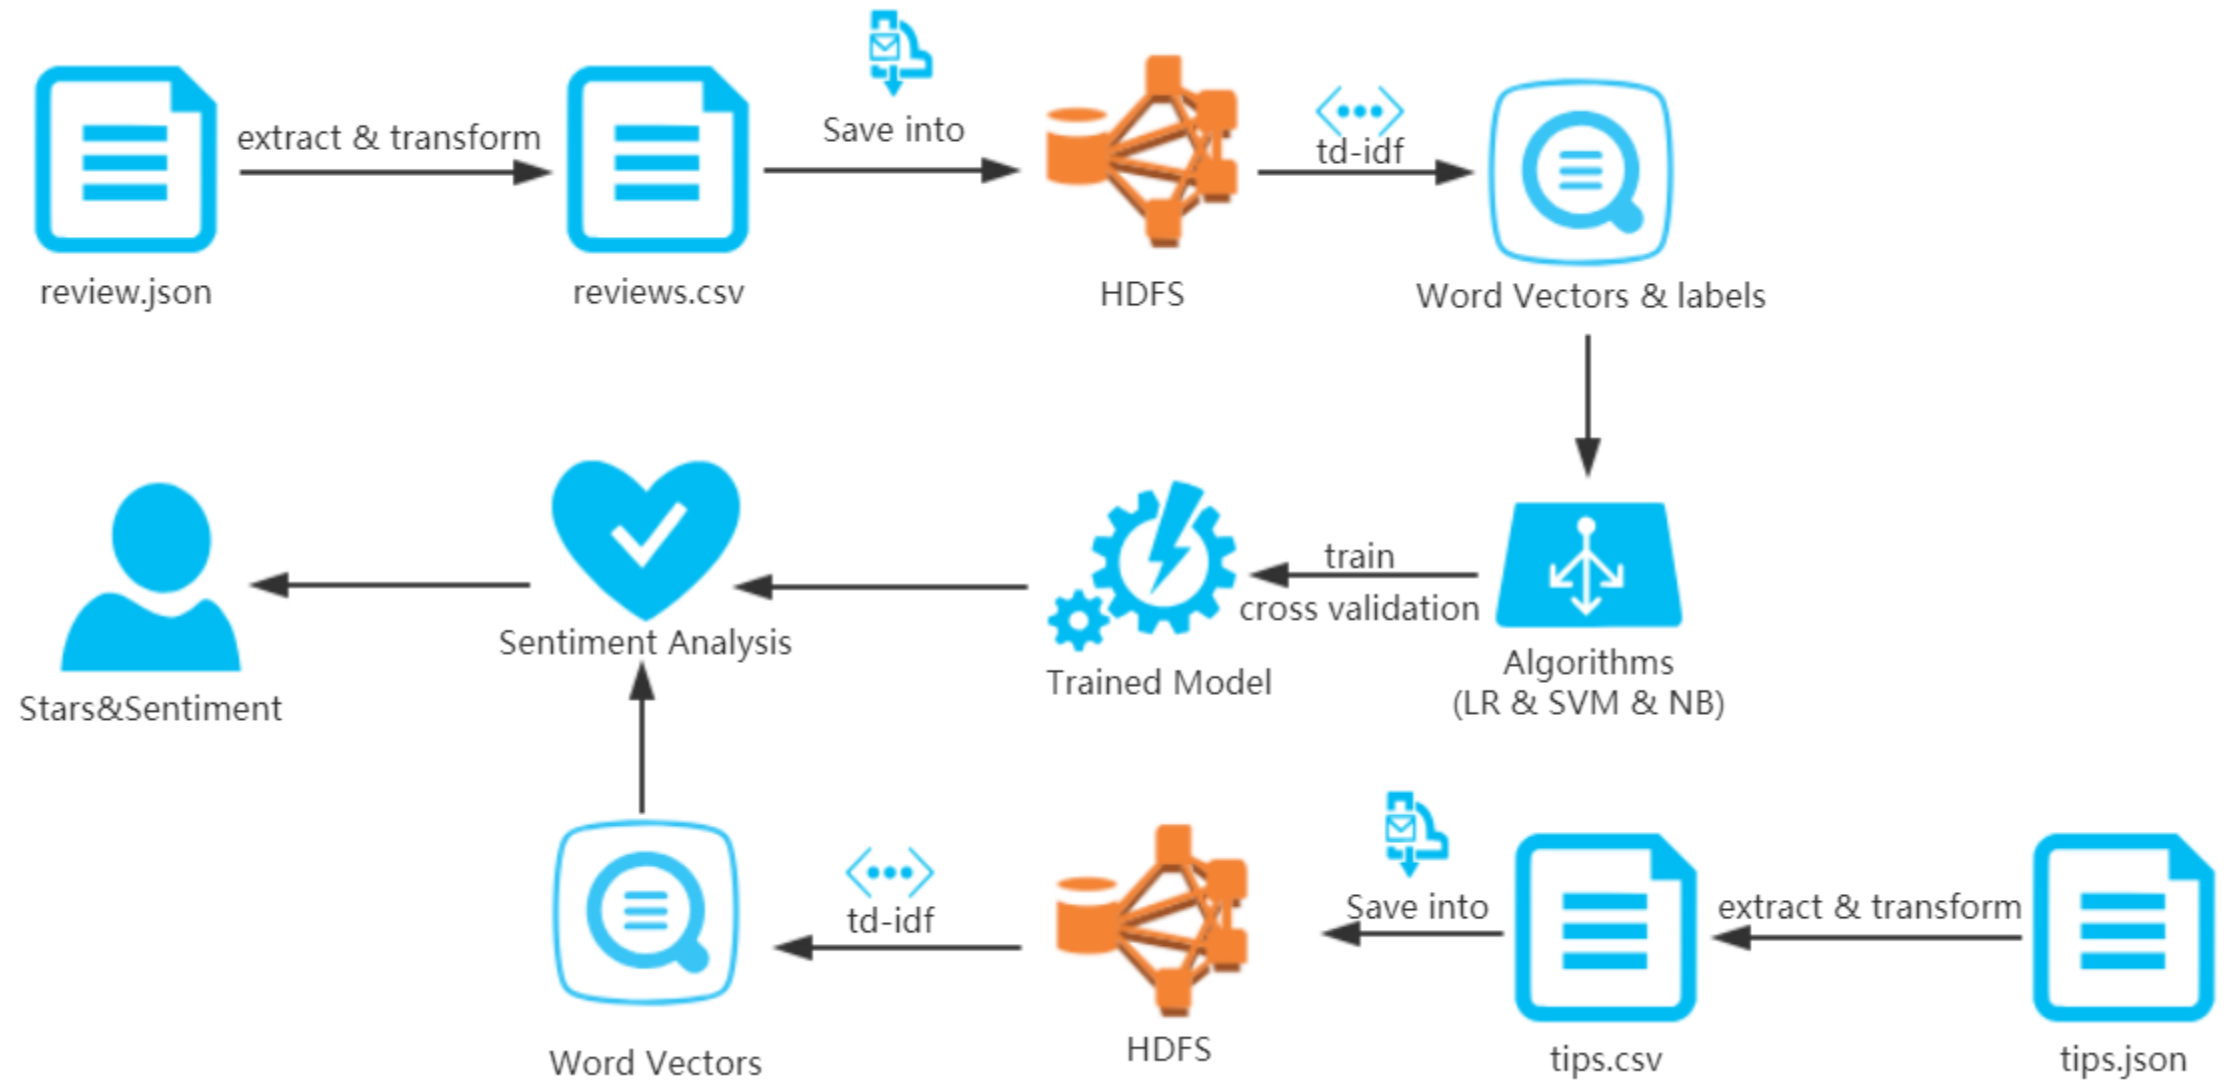 extract & transform
Save into
td-idf
review.json
reviews.csv
HDFS
Word Vectors & labels
train
cross validation
Sentiment Analysis
Trained Model
Algorithms
(LR & SVM & NB)
Stars&Sentiment
td-idf
Save into
extract & transform
Word Vectors
HDFS
tips.csv
tips.json